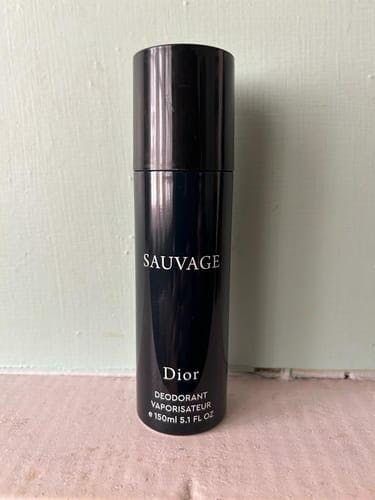 SAUVAGE
Dior
DEODORANT
VAPORISATEUR
e 150ml 5.1 FL OZ